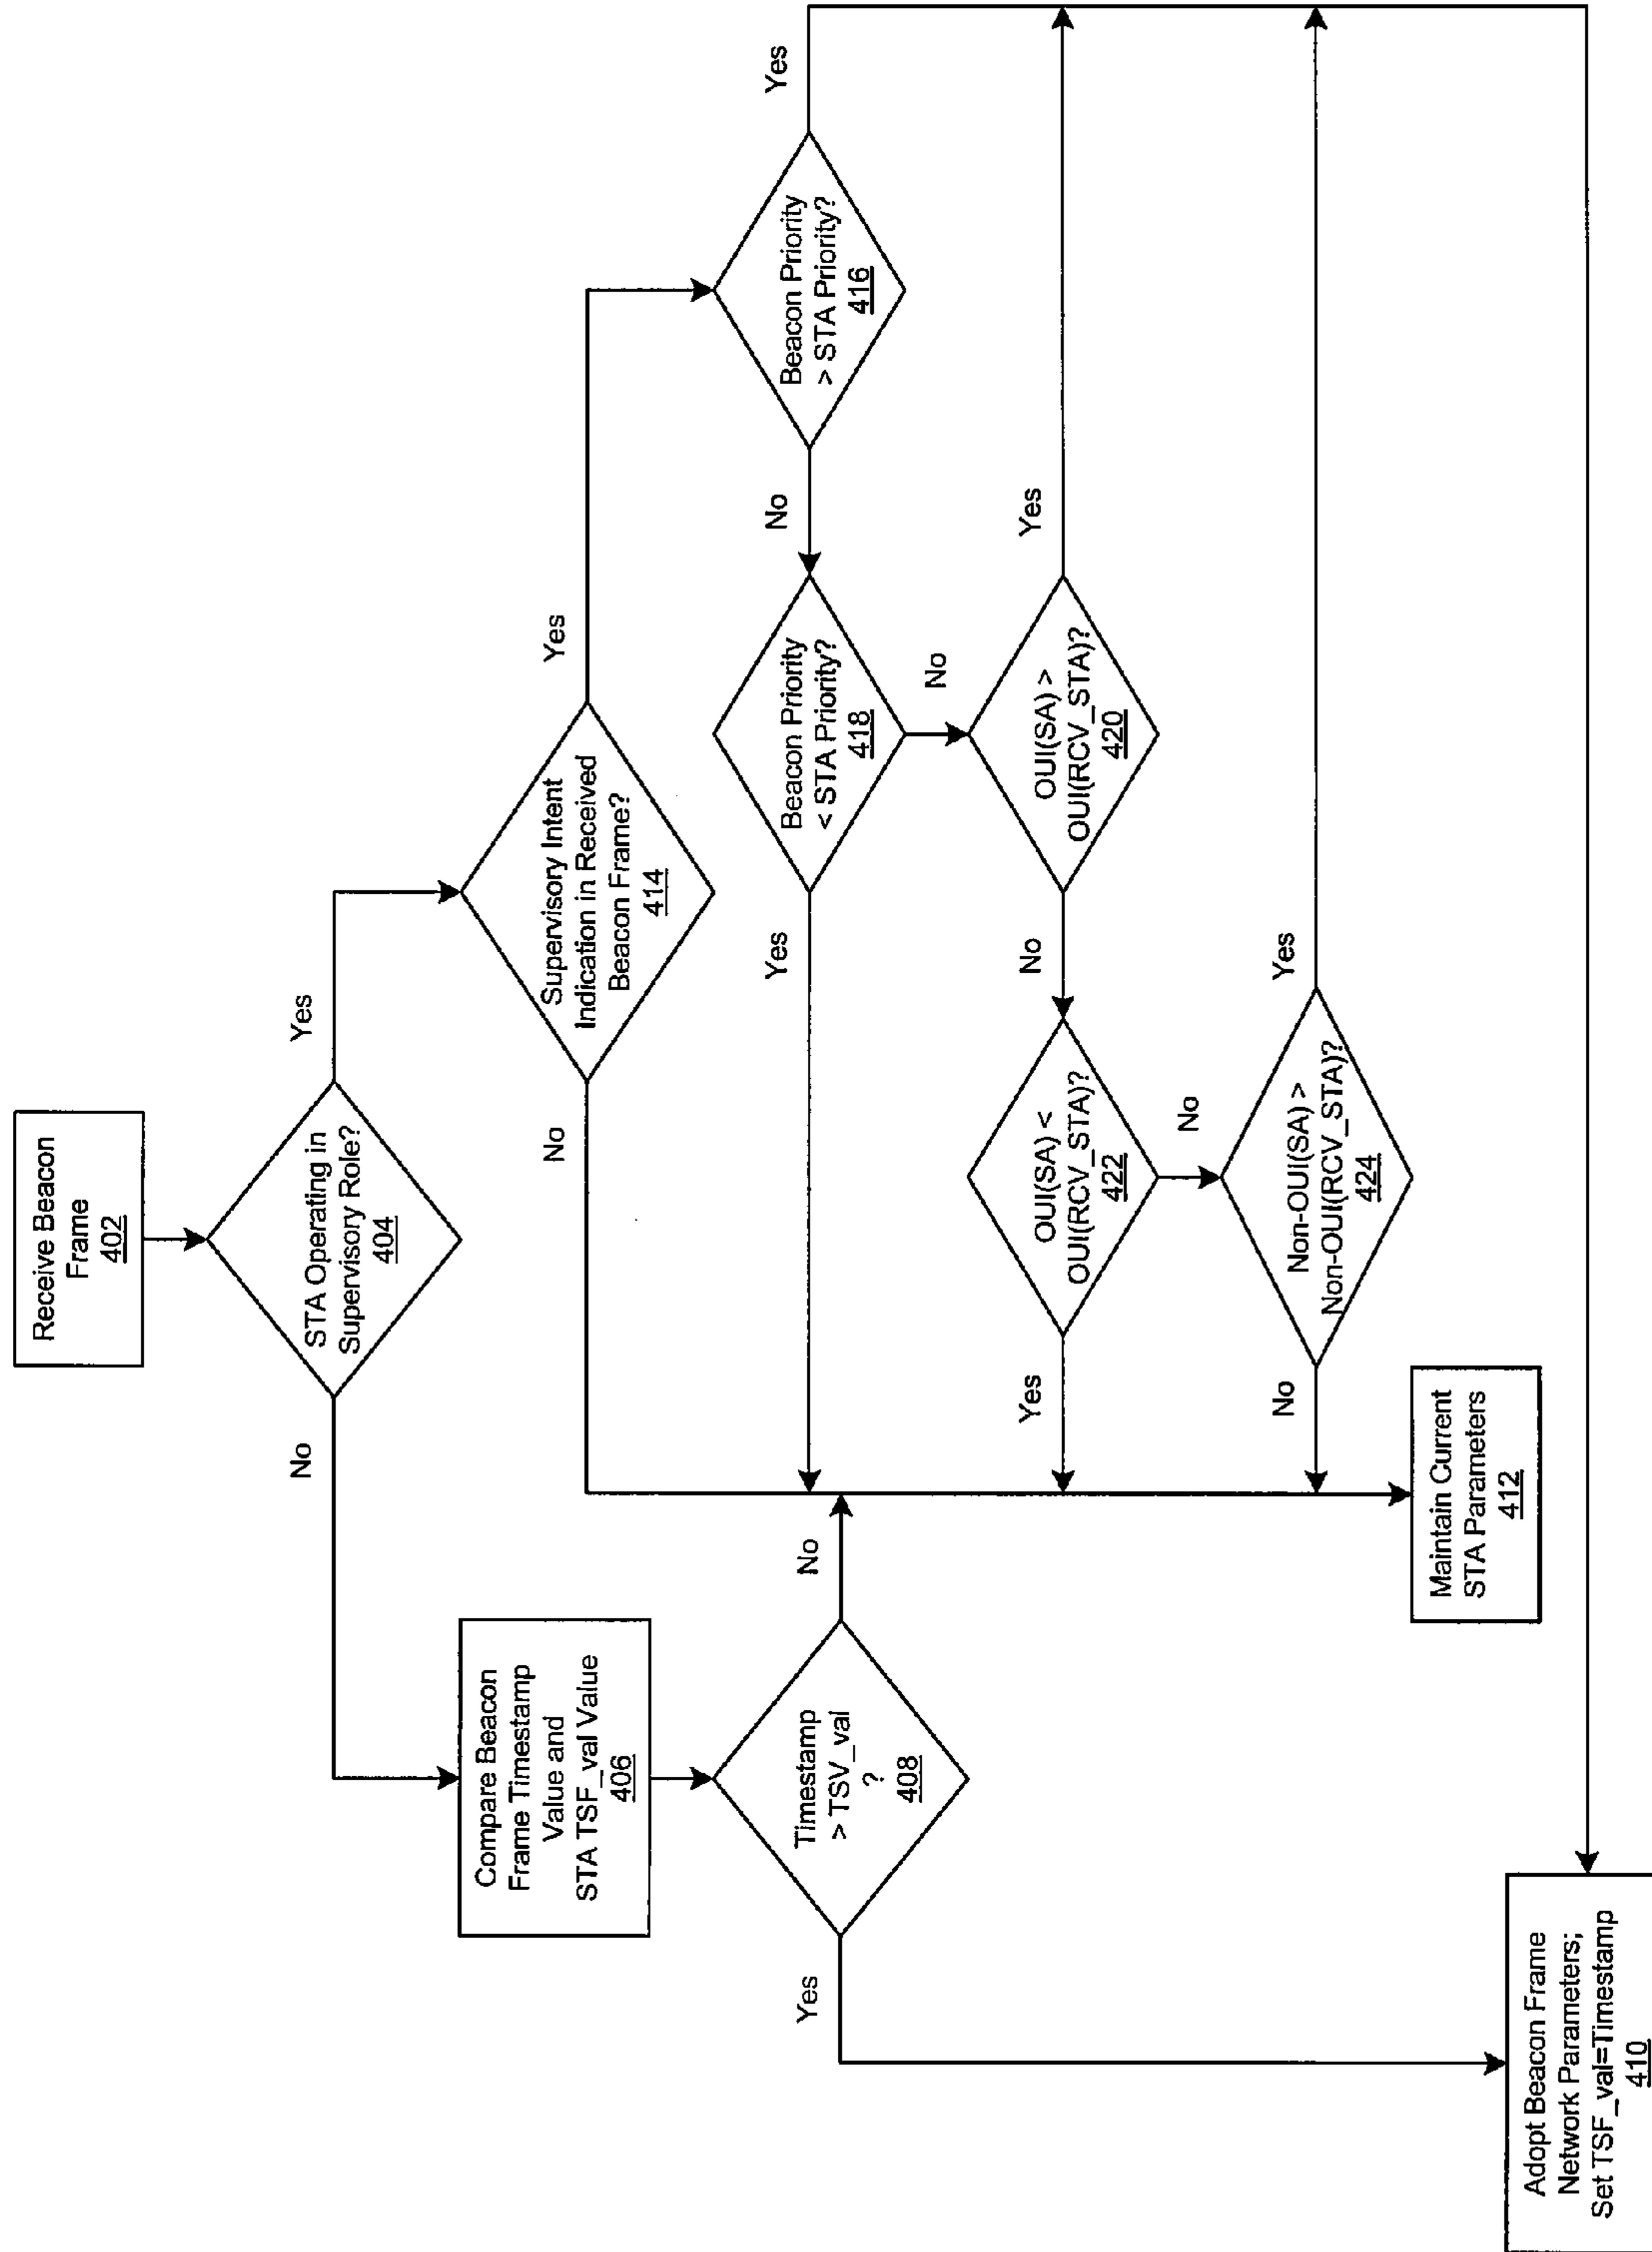 Receive Beacon
Frame
402
STA Operating in
Supervisory Role?
404
No
Yes
Compare Beacon
Frame Timestamp
Value and
STA TSF_val Value
406
Supervisory Intent
Indication in Received
Beacon Frame?
414
No
Yes
Timestamp
> TSV_val
?
408
Yes
No
Beacon Priority
< STA Priority?
418
Yes
No
No
Beacon Priority
> STA Priority?
416
Yes
OUI(SA) <
OUI(RCV_STA)?
422
Yes
No
No
OUI(SA) >
OUI(RCV_STA)?
420
Yes
Non-OUI(SA) >
Non-OUI(RCV_STA)?
424
No
Yes
Maintain Current
STA Parameters
412
Adopt Beacon Frame
Network Parameters;
Set TSF_val=Timestamp
410